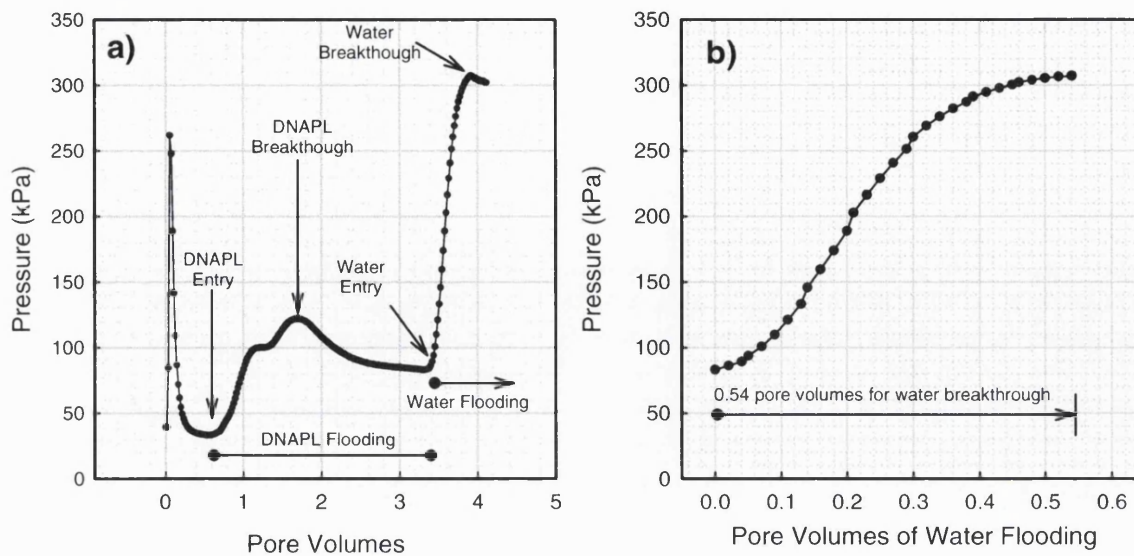 a)
Pressure (kPa)
350
300
250
200
150
100
50
0
0
1
2
3
4
5
Pore Volumes
Water
Breakthough
DNAPL
Breakthough
DNAPL
Entry
Water
Entry
Water Flooding
DNAPL Flooding
b)
Pressure (kPa)
350
300
250
200
150
100
50
0
0.0
0.1
0.2
0.3
0.4
0.5
0.6
Pore Volumes of Water Flooding
0.54 pore volumes for water breakthrough